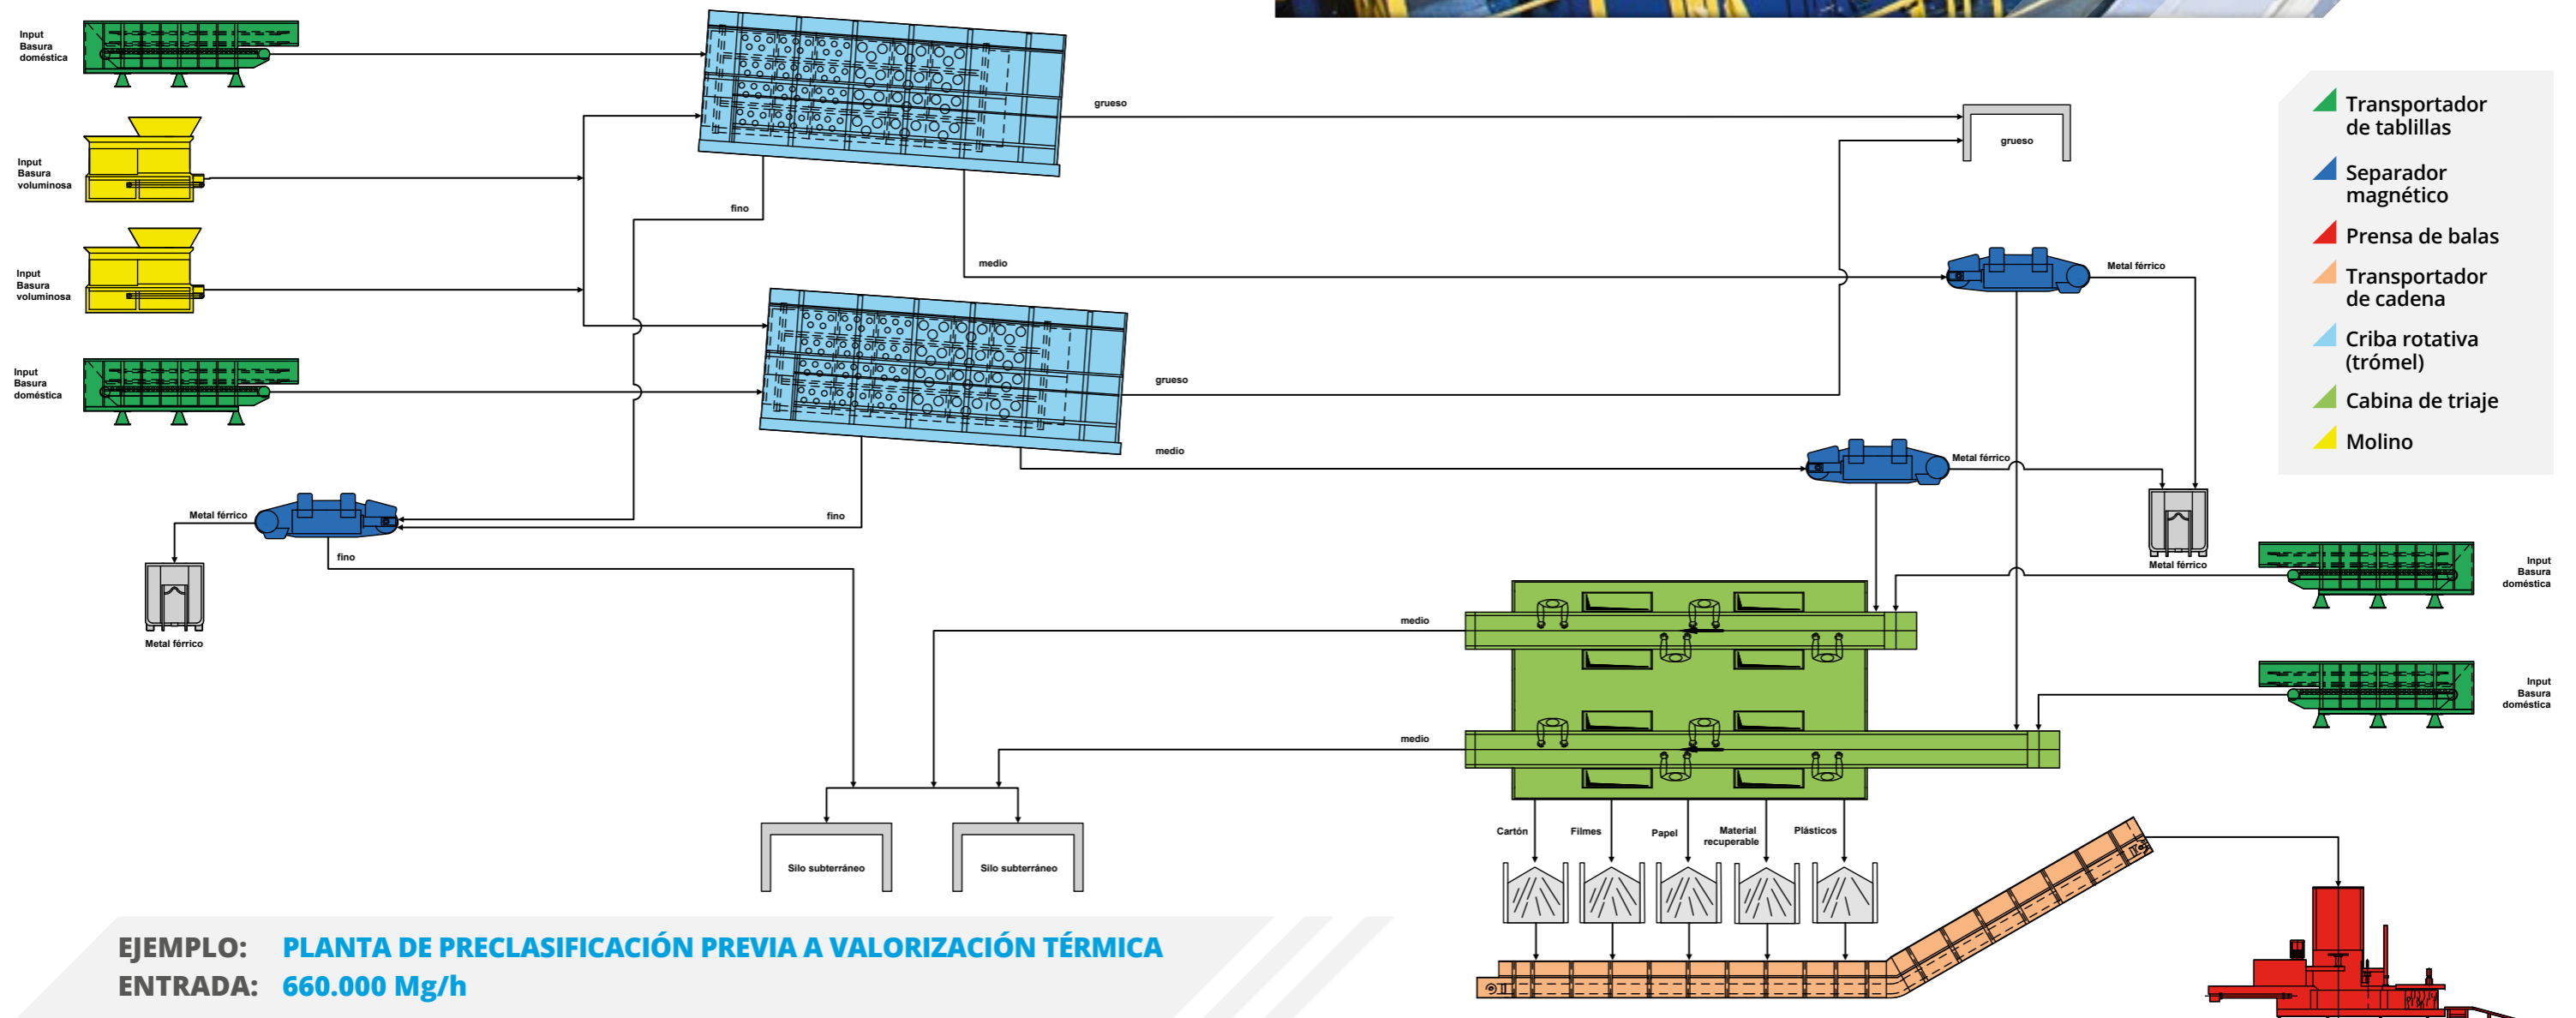 Input
Basura
doméstica
Input
Basura
voluminosa
Input
Basura
voluminosa
Input
Basura
doméstica
grueso
grueso
fino
medio
Metal férrico
grueso
medio
Metal férrico
Metal férrico
fino
fino
Metal férrico
Metal férrico
Input
Basura
doméstica
Input
Basura
doméstica
medio
medio
Silo subterráneo
Silo subterráneo
Cartón
Filmes
Papel
Material
recuperable
Plásticos
Transportador
de tablillas
Separador
magnético
Prensa de balas
Transportador
de cadena
Criba rotativa
(trómel)
Cabina de triaje
Molino
EJEMPLO: PLANTA DE PRECLASIFICACIÓN PREVIA A VALORIZACIÓN TÉRMICA
ENTRADA: 660.000 Mg/h